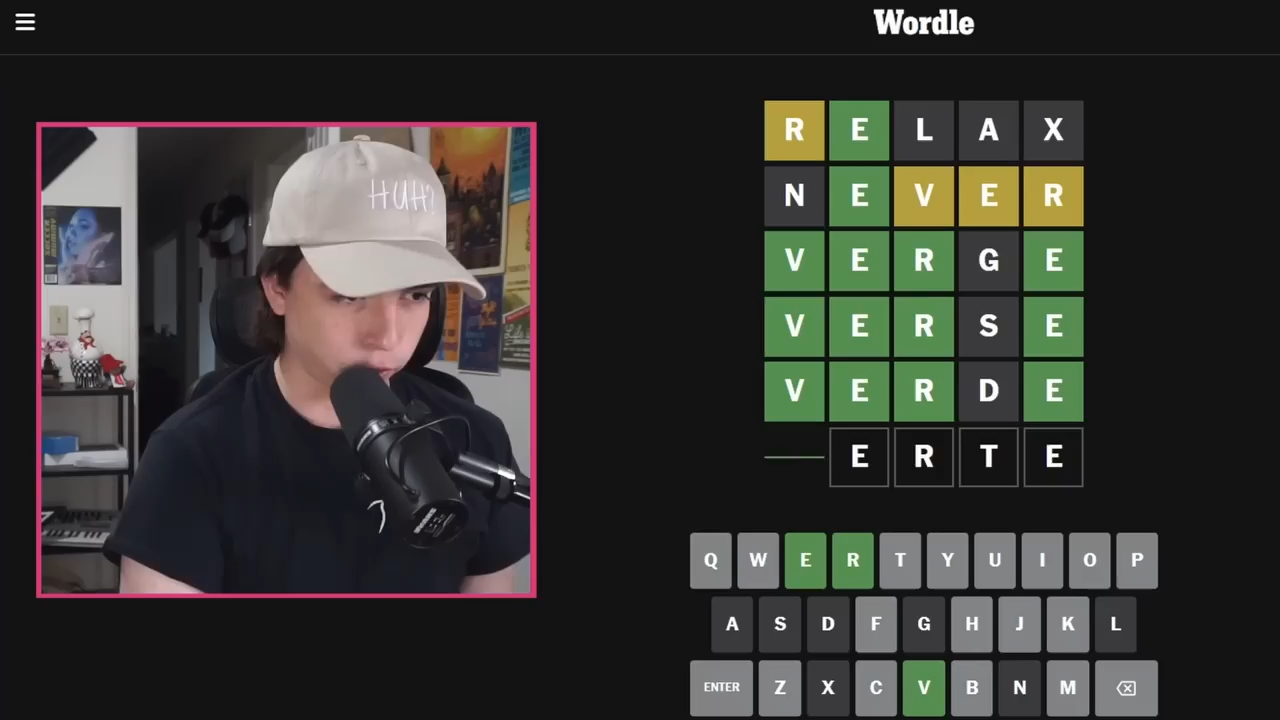 Wordle
HUH?
R E L A X
N E V E R
V E R G E
V E R S E
V E R D E
E R T E
Q W E R T Y U I O P
A S D F G H J K L
ENTER Z X C V B N M